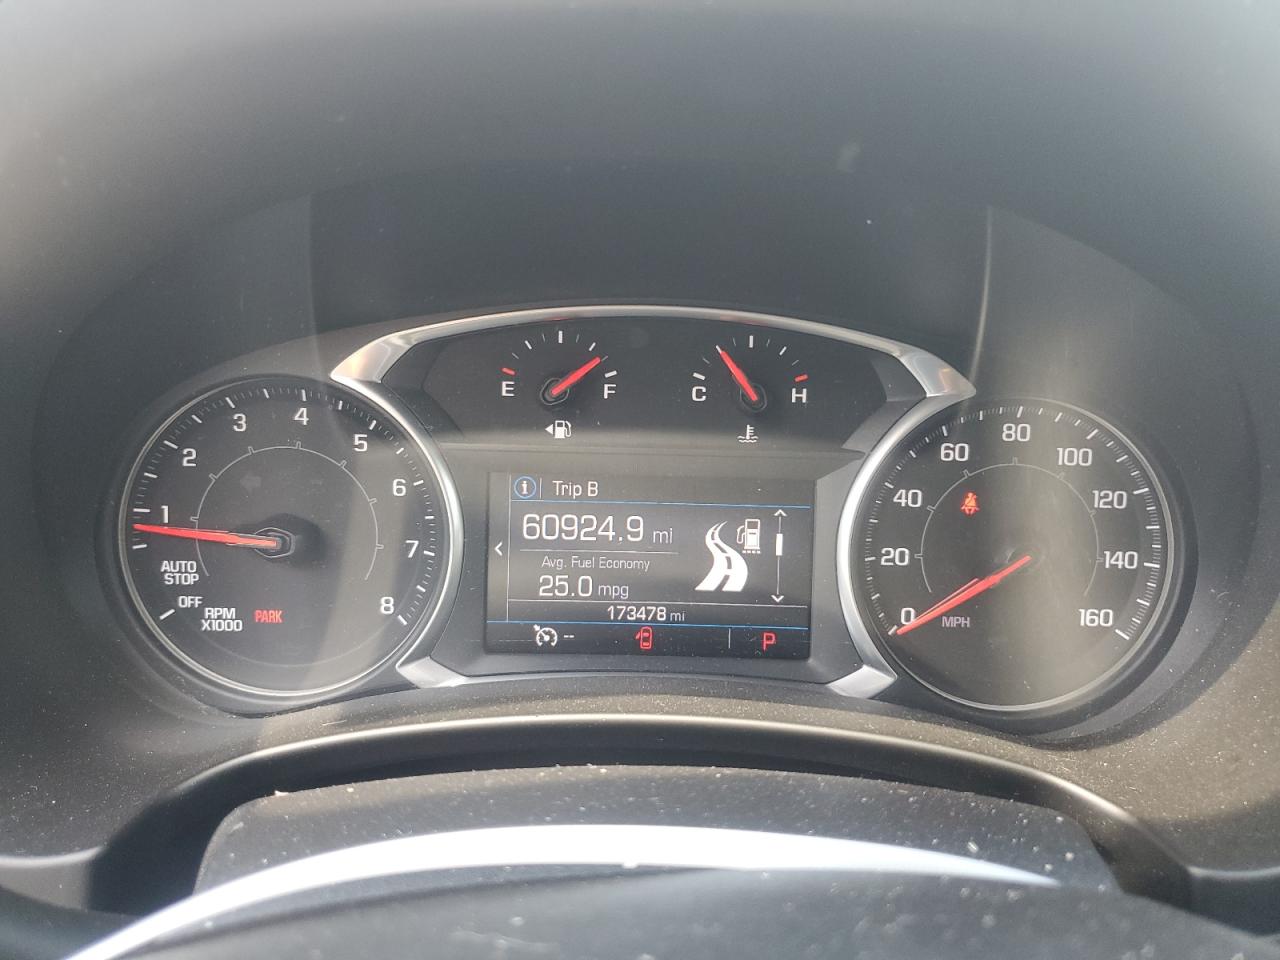 E F
C H
1 2 3 4 5 6 7 8
AUTO
STOP
OFF
RPM
X1000
PARK
i Trip B
60924.9 mi
Avg. Fuel Economy
25.0 mpg
173478 mi
--
P
0 20 40 60 80 100 120 140 160
MPH